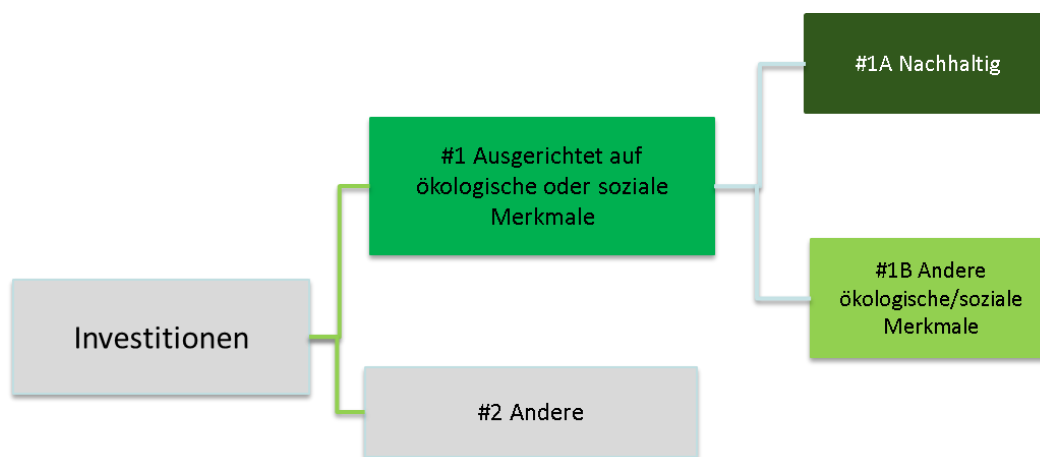 #1A Nachhaltig
#1 Ausgerichtet auf
ökologische oder soziale
Merkmale
#1B Andere
ökologische/soziale
Merkmale
Investitionen
#2 Andere